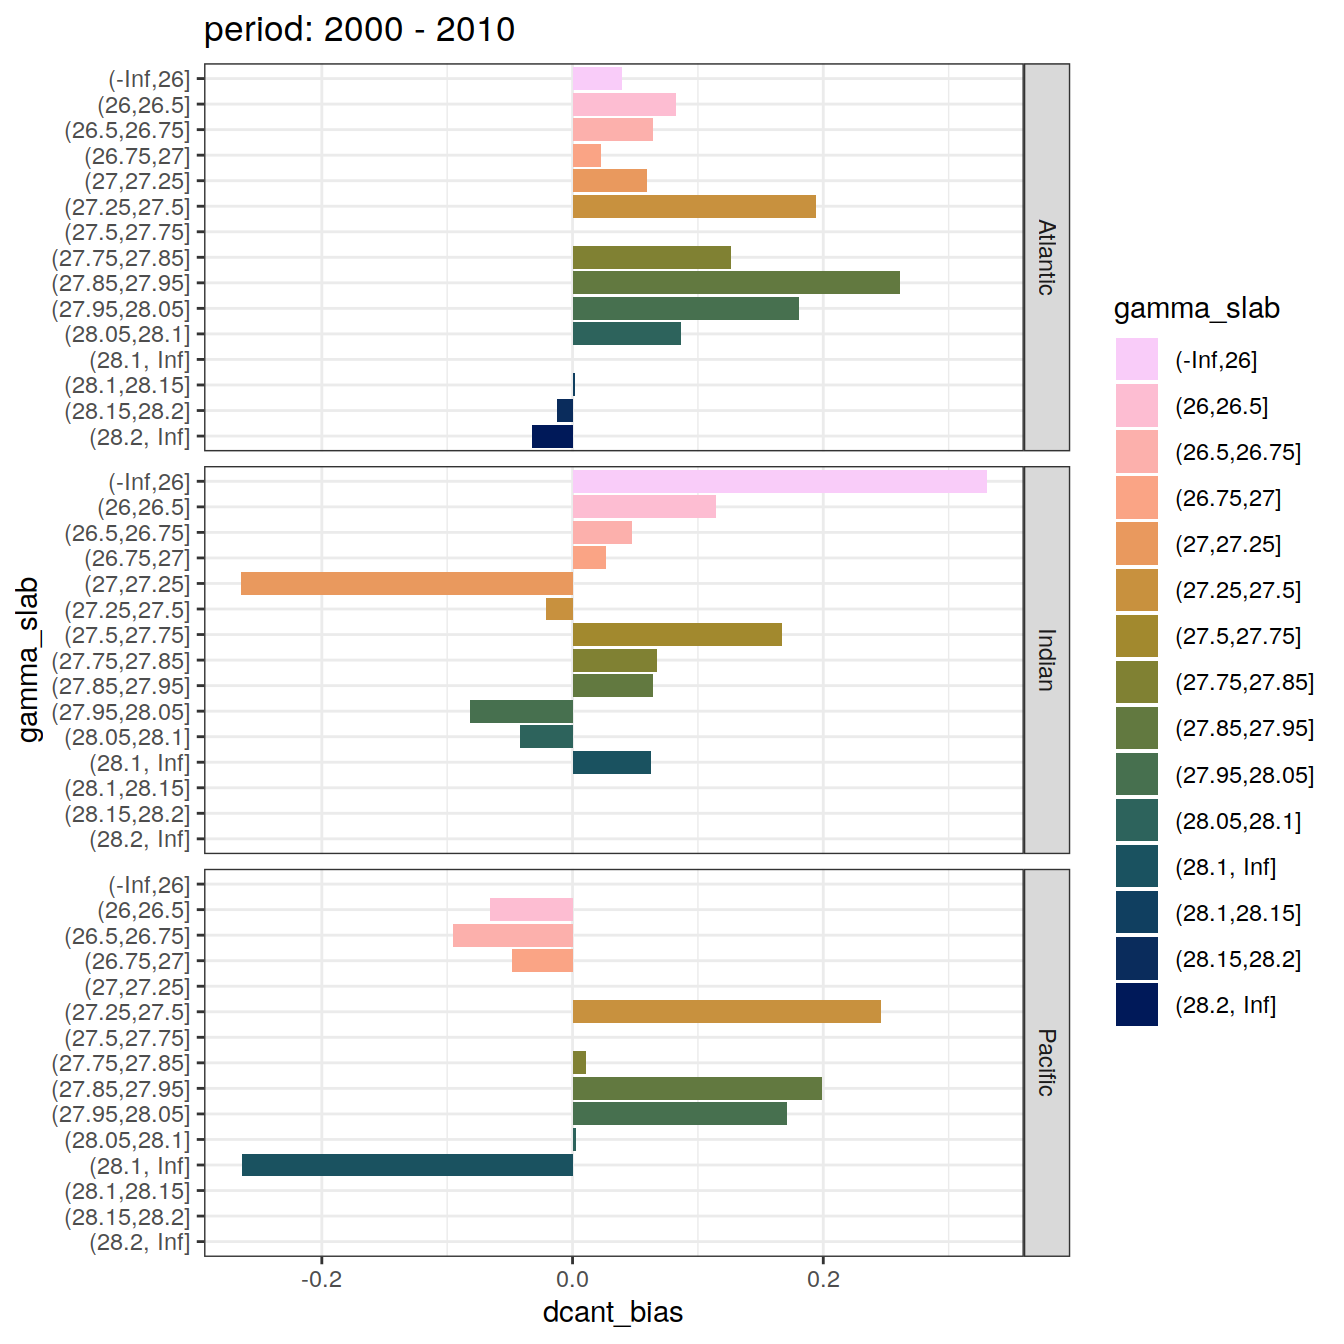 period: 2000 - 2010
(-Inf,26]
(26,26.5]
(26.5,26.75]
(26.75,27]
(27,27.25]
(27.25,27.5]
(27.5,27.75]
(27.75,27.85]
(27.85,27.95]
(27.95,28.05]
(28.05,28.1]
(28.1, Inf]
(28.1,28.15]
(28.15,28.2]
(28.2, Inf]
Atlantic
(-Inf,26]
(26,26.5]
(26.5,26.75]
(26.75,27]
(27,27.25]
(27.25,27.5]
(27.5,27.75]
(27.75,27.85]
(27.85,27.95]
(27.95,28.05]
(28.05,28.1]
(28.1, Inf]
(28.1,28.15]
(28.15,28.2]
(28.2, Inf]
Indian
(-Inf,26]
(26,26.5]
(26.5,26.75]
(26.75,27]
(27,27.25]
(27.25,27.5]
(27.5,27.75]
(27.75,27.85]
(27.85,27.95]
(27.95,28.05]
(28.05,28.1]
(28.1, Inf]
(28.1,28.15]
(28.15,28.2]
(28.2, Inf]
Pacific
gamma_slab
-0.2
0.0
0.2
dcant_bias
gamma_slab
(-Inf,26]
(26,26.5]
(26.5,26.75]
(26.75,27]
(27,27.25]
(27.25,27.5]
(27.5,27.75]
(27.75,27.85]
(27.85,27.95]
(27.95,28.05]
(28.05,28.1]
(28.1, Inf]
(28.1,28.15]
(28.15,28.2]
(28.2, Inf]